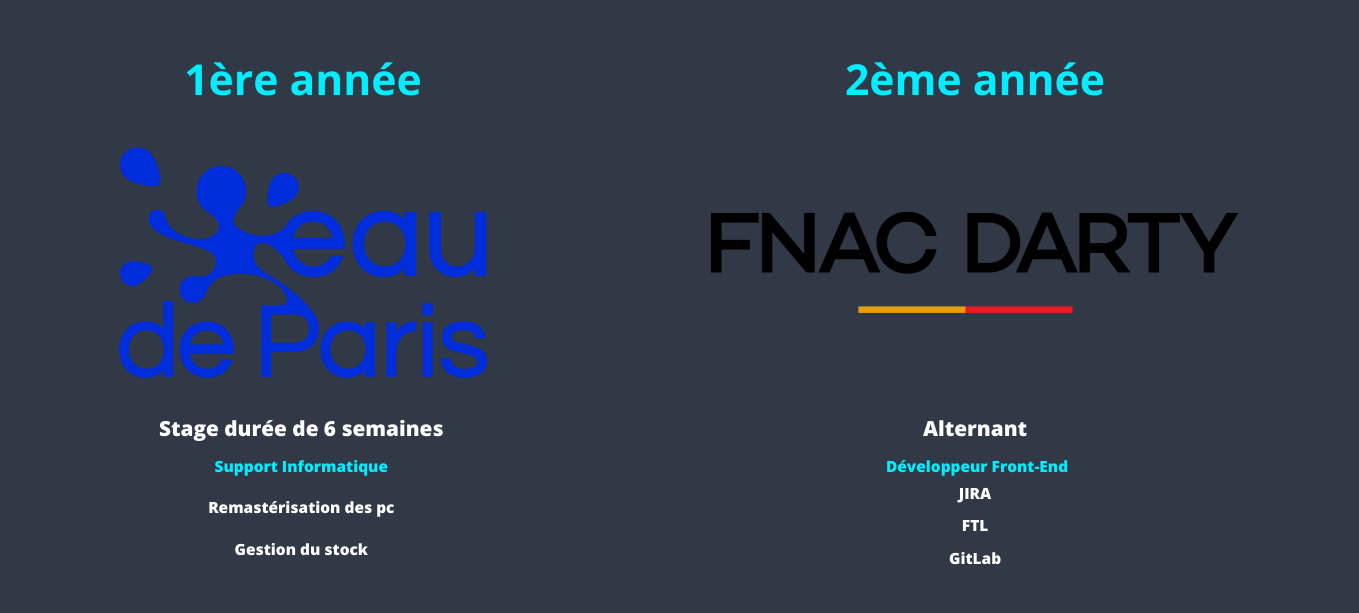 1ère année
eau
de Paris
Stage durée de 6 semaines
Support Informatique
Remastérisation des pc
Gestion du stock
2ème année
FNAC DARTY
Alternant
Développeur Front-End
JIRA
FTL
GitLab